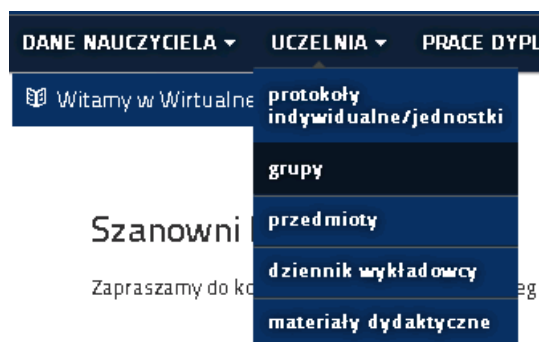 DANE NAUCZYCIELA ▾ UCZELNIA ▾ PRACE DYPL
Witamy w Wirtualne
protokoły
indywidualne/jednostki
grupy
przedmioty
Szanowni
dziennik wykładowcy
Zapraszamy do ko eg
materiały dydaktyczne